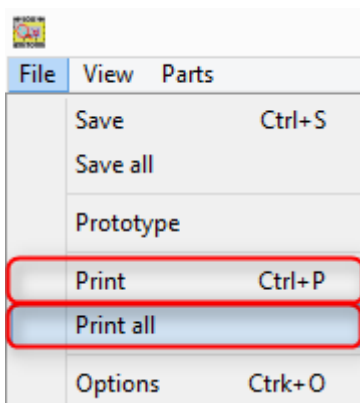 File View Parts
Save Ctrl+S
Save all
Prototype
Print Ctrl+P
Print all
Options Ctrk+O